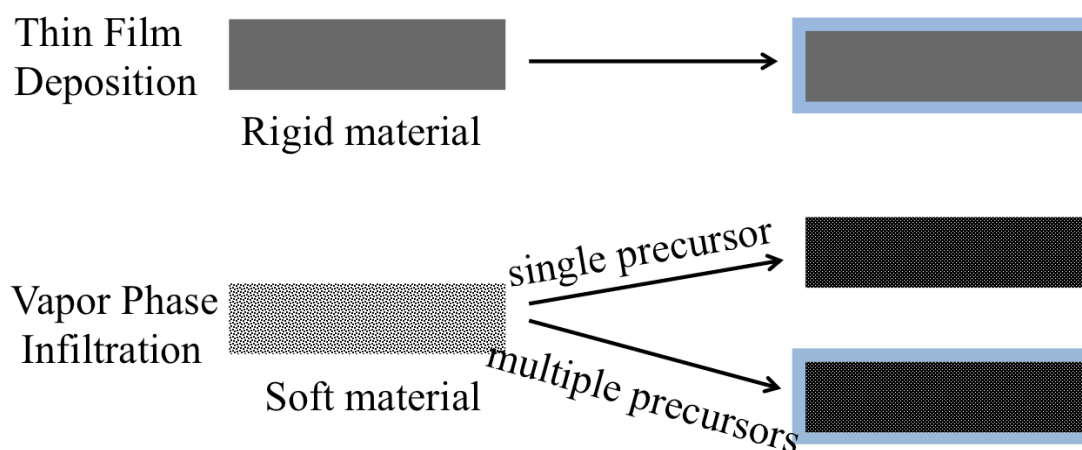 Thin Film
Deposition
Rigid material
single precursor
Vapor Phase
Infiltration
multiple precursors
Soft material